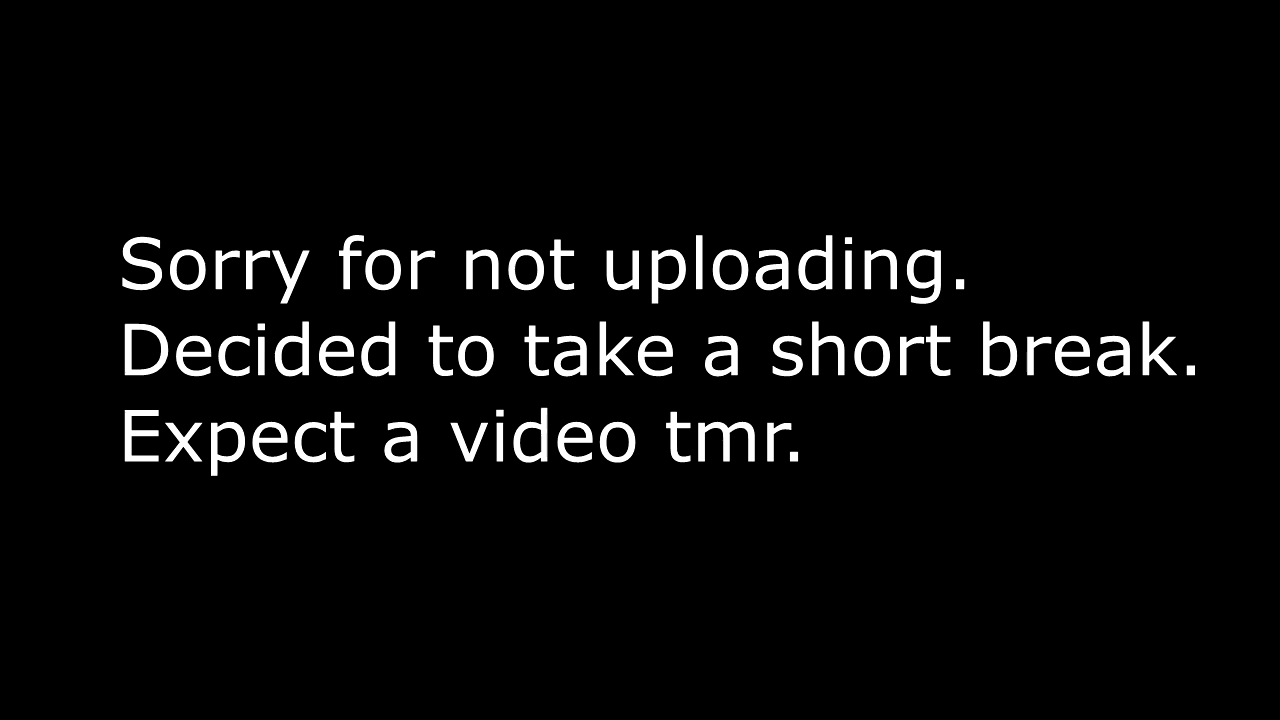 Sorry for not uploading.
Decided to take a short break.
Expect a video tmr.